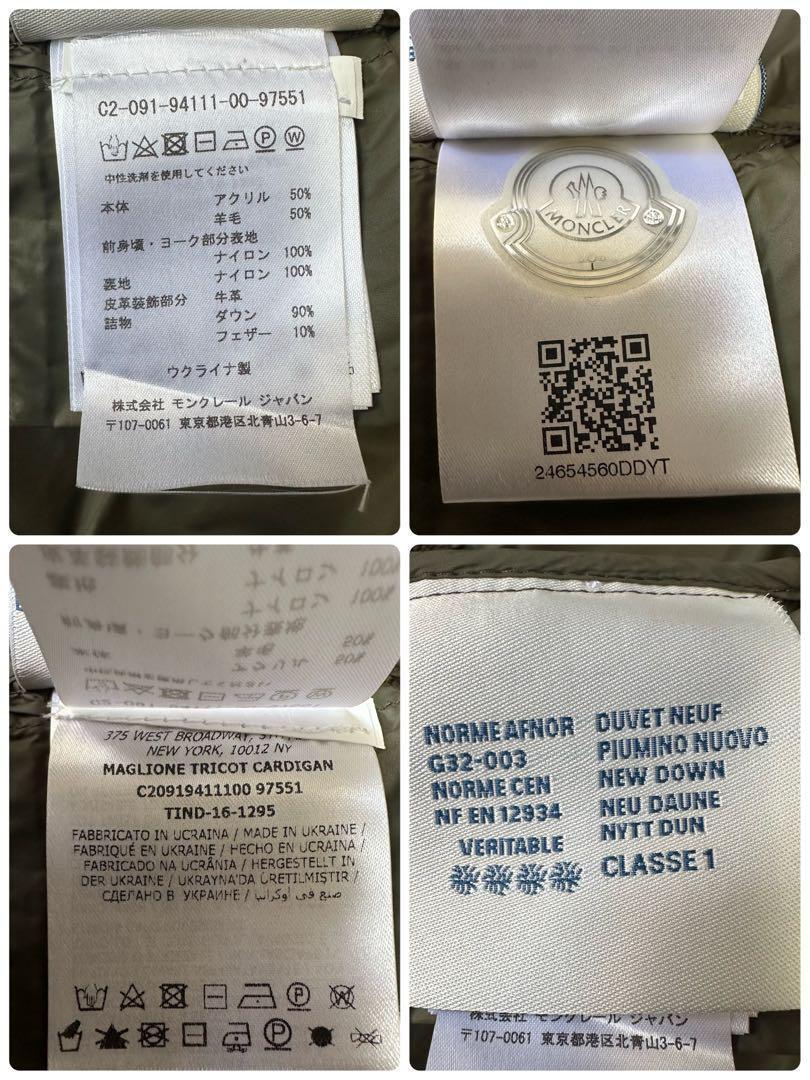 C2-091-94111-00-97551
中性洗剤を使用してください
本体 アクリル 50%
羊毛 50%
前身頃・ヨーク部分表地
ナイロン 100%
裏地 ナイロン 100%
皮革装飾部分 牛革
詰物 ダウン 90%
フェザー 10%
ウクライナ製
株式会社 モンクレール ジャパン
〒107-0061 東京都港区北青山3-6-7
MONCLER
24654560DDYT
375 WEST BROADWAY,
NEW YORK, 10012 NY
MAGLIONE TRICOT CARDIGAN
C20919411100 97551
TIND-16-1295
FABBRICATO IN UCRAINA / MADE IN UKRAINE /
FABRIQUÉ EN UKRAINE / HECHO EN UCRAINA /
FABRICADO NA UCRÂNIA / HERGESTELLT IN
DER UKRAINE / UKRAYNA'DA ÜRETILMIŞTIR /
СДЕЛАНО В УКРАИНЕ / صنع في أوكرانيا
NORME AFNOR
G32-003
NORME CEN
NF EN 12934
VERITABLE
DUVET NEUF
PIUMINO NUOVO
NEW DOWN
NEU DAUNE
NYTT DUN
CLASSE 1
株式会社 モンクレール ジャパン
〒107-0061 東京都港区北青山3-6-7